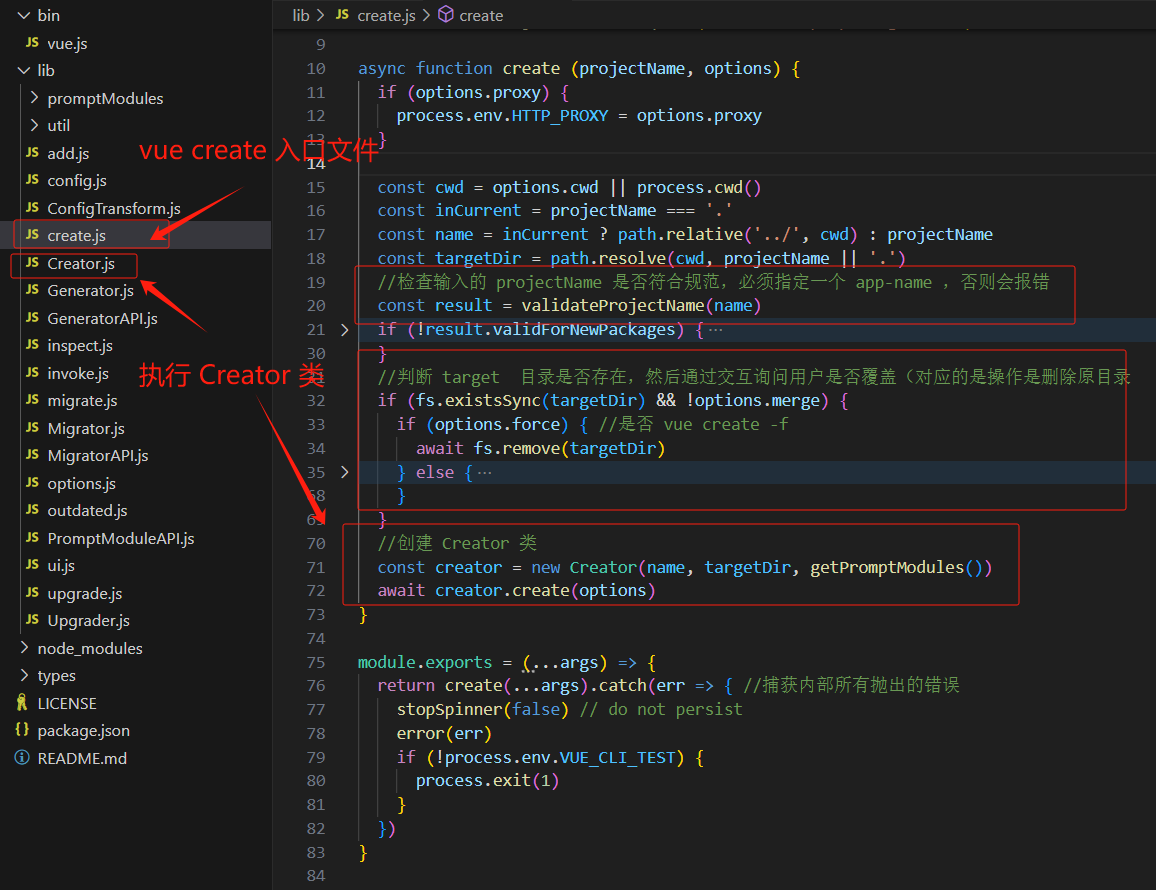 bin
JS vue.js
lib
promptModules
util
JS add.js
JS config.js
JS ConfigTransform.js
JS create.js
JS Creator.js
JS Generator.js
JS GeneratorAPI.js
JS inspect.js
JS invoke.js
JS migrate.js
JS Migrator.js
JS MigratorAPI.js
JS options.js
JS outdated.js
JS PromptModuleAPI.js
JS ui.js
JS upgrade.js
JS Upgrader.js
node_modules
types
LICENSE
{} package.json
README.md
vue create 入口文件
执行 Creator 类
lib > JS create.js > create
9
10 async function create (projectName, options) {
11 if (options.proxy) {
12 process.env.HTTP_PROXY = options.proxy
13 }
14
15 const cwd = options.cwd || process.cwd()
16 const inCurrent = projectName === '.'
17 const name = inCurrent ? path.relative('../', cwd) : projectName
18 const targetDir = path.resolve(cwd, projectName || '.')
19 //检查输入的 projectName 是否符合规范，必须指定一个 app-name ，否则会报错
20 const result = validateProjectName(name)
21 if (!result.validForNewPackages) { ⋯
30 }
//判断 target 目录是否存在，然后通过交互询问用户是否覆盖（对应的是操作是删除原目录
32 if (fs.existsSync(targetDir) && !options.merge) {
33 if (options.force) { //是否 vue create -f
34 await fs.remove(targetDir)
35 } else { ⋯
68 }
69 }
70 //创建 Creator 类
71 const creator = new Creator(name, targetDir, getPromptModules())
72 await creator.create(options)
73 }
74
75 module.exports = (...args) => {
76 return create(...args).catch(err => { //捕获内部所有抛出的错误
77 stopSpinner(false) // do not persist
78 error(err)
79 if (!process.env.VUE_CLI_TEST) {
80 process.exit(1)
81 }
82 })
83 }
84